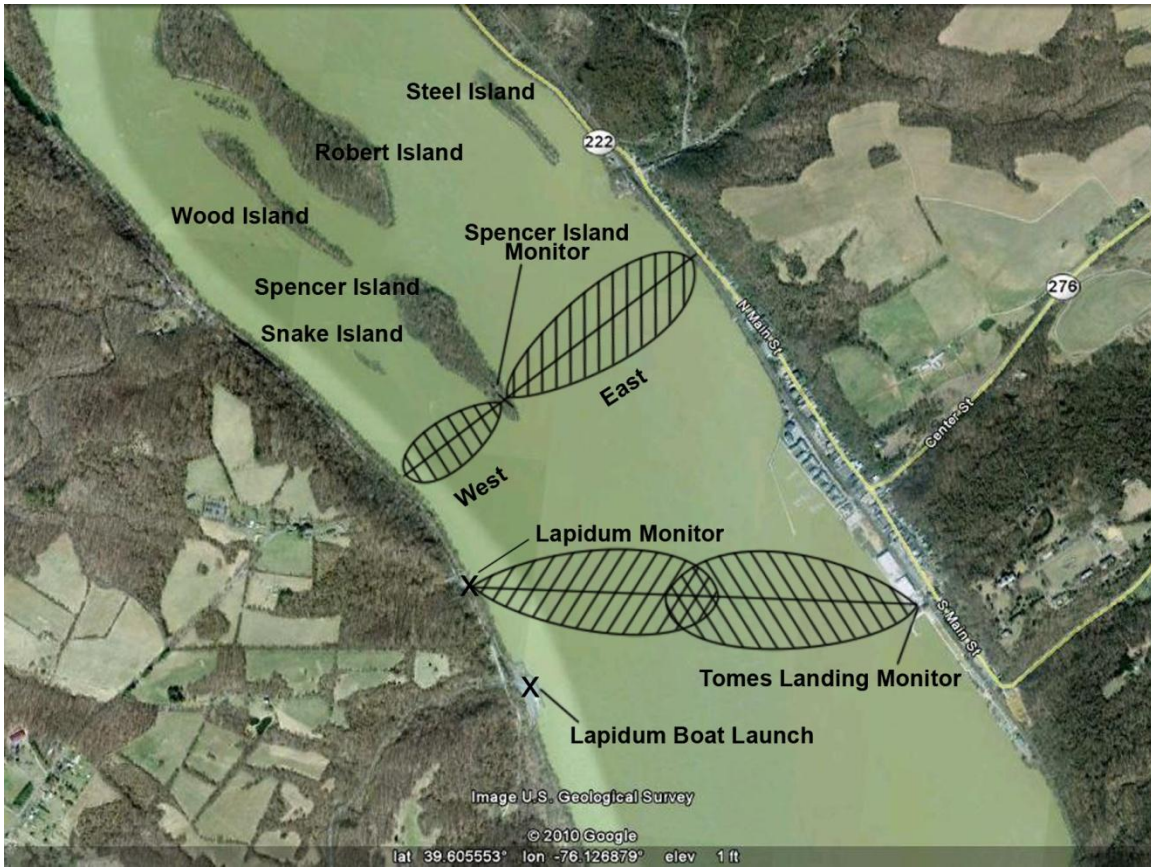 Steel Island
222
Robert Island
Wood Island
Spencer Island
Monitor
276
Spencer Island
N Main St
Snake Island
East
Center St
West
Lapidum Monitor
X
S Main St
Tomes Landing Monitor
X
Lapidum Boat Launch
Image U.S. Geological Survey
© 2010 Google
lat 39.605553° lon -76.126879° elev 1 ft